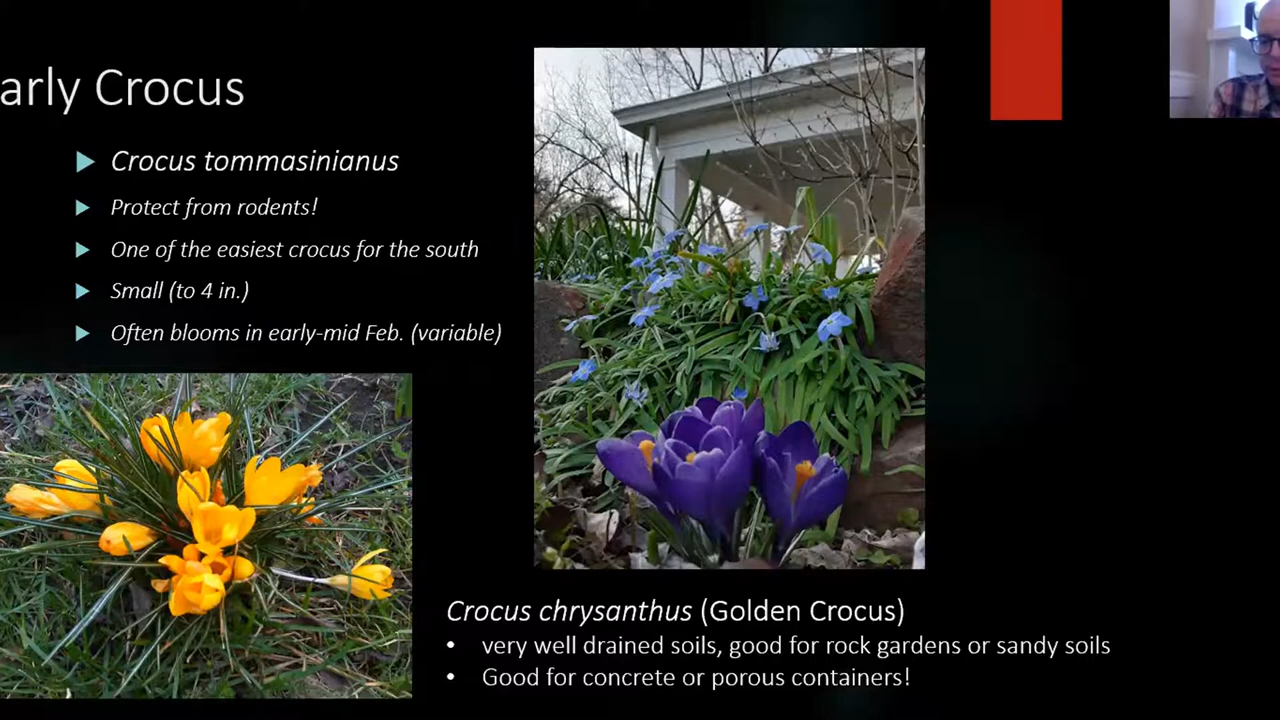 arly Crocus
Crocus tommasinianus
Protect from rodents!
One of the easiest crocus for the south
Small (to 4 in.)
Often blooms in early-mid Feb. (variable)
Crocus chrysanthus (Golden Crocus)
• very well drained soils, good for rock gardens or sandy soils
• Good for concrete or porous containers!